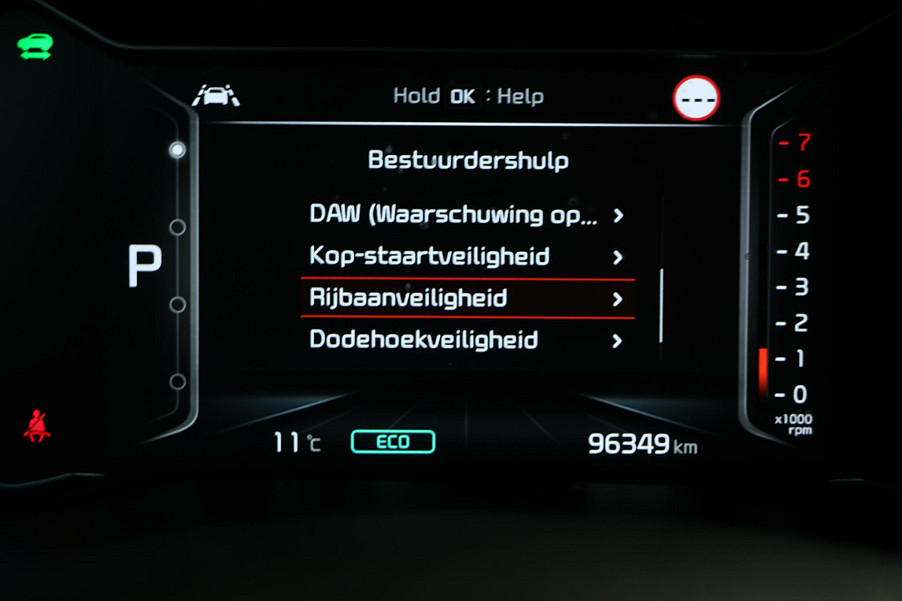 Hold OK : Help
Bestuurdershulp
DAW (Waarschuwing op...
Kop-staartveiligheid
Rijbaanveiligheid
Dodehoekveiligheid
P
- 7
- 6
- 5
- 4
- 3
- 2
- 1
- 0
x1000
rpm
11 °C
ECO
96349 km